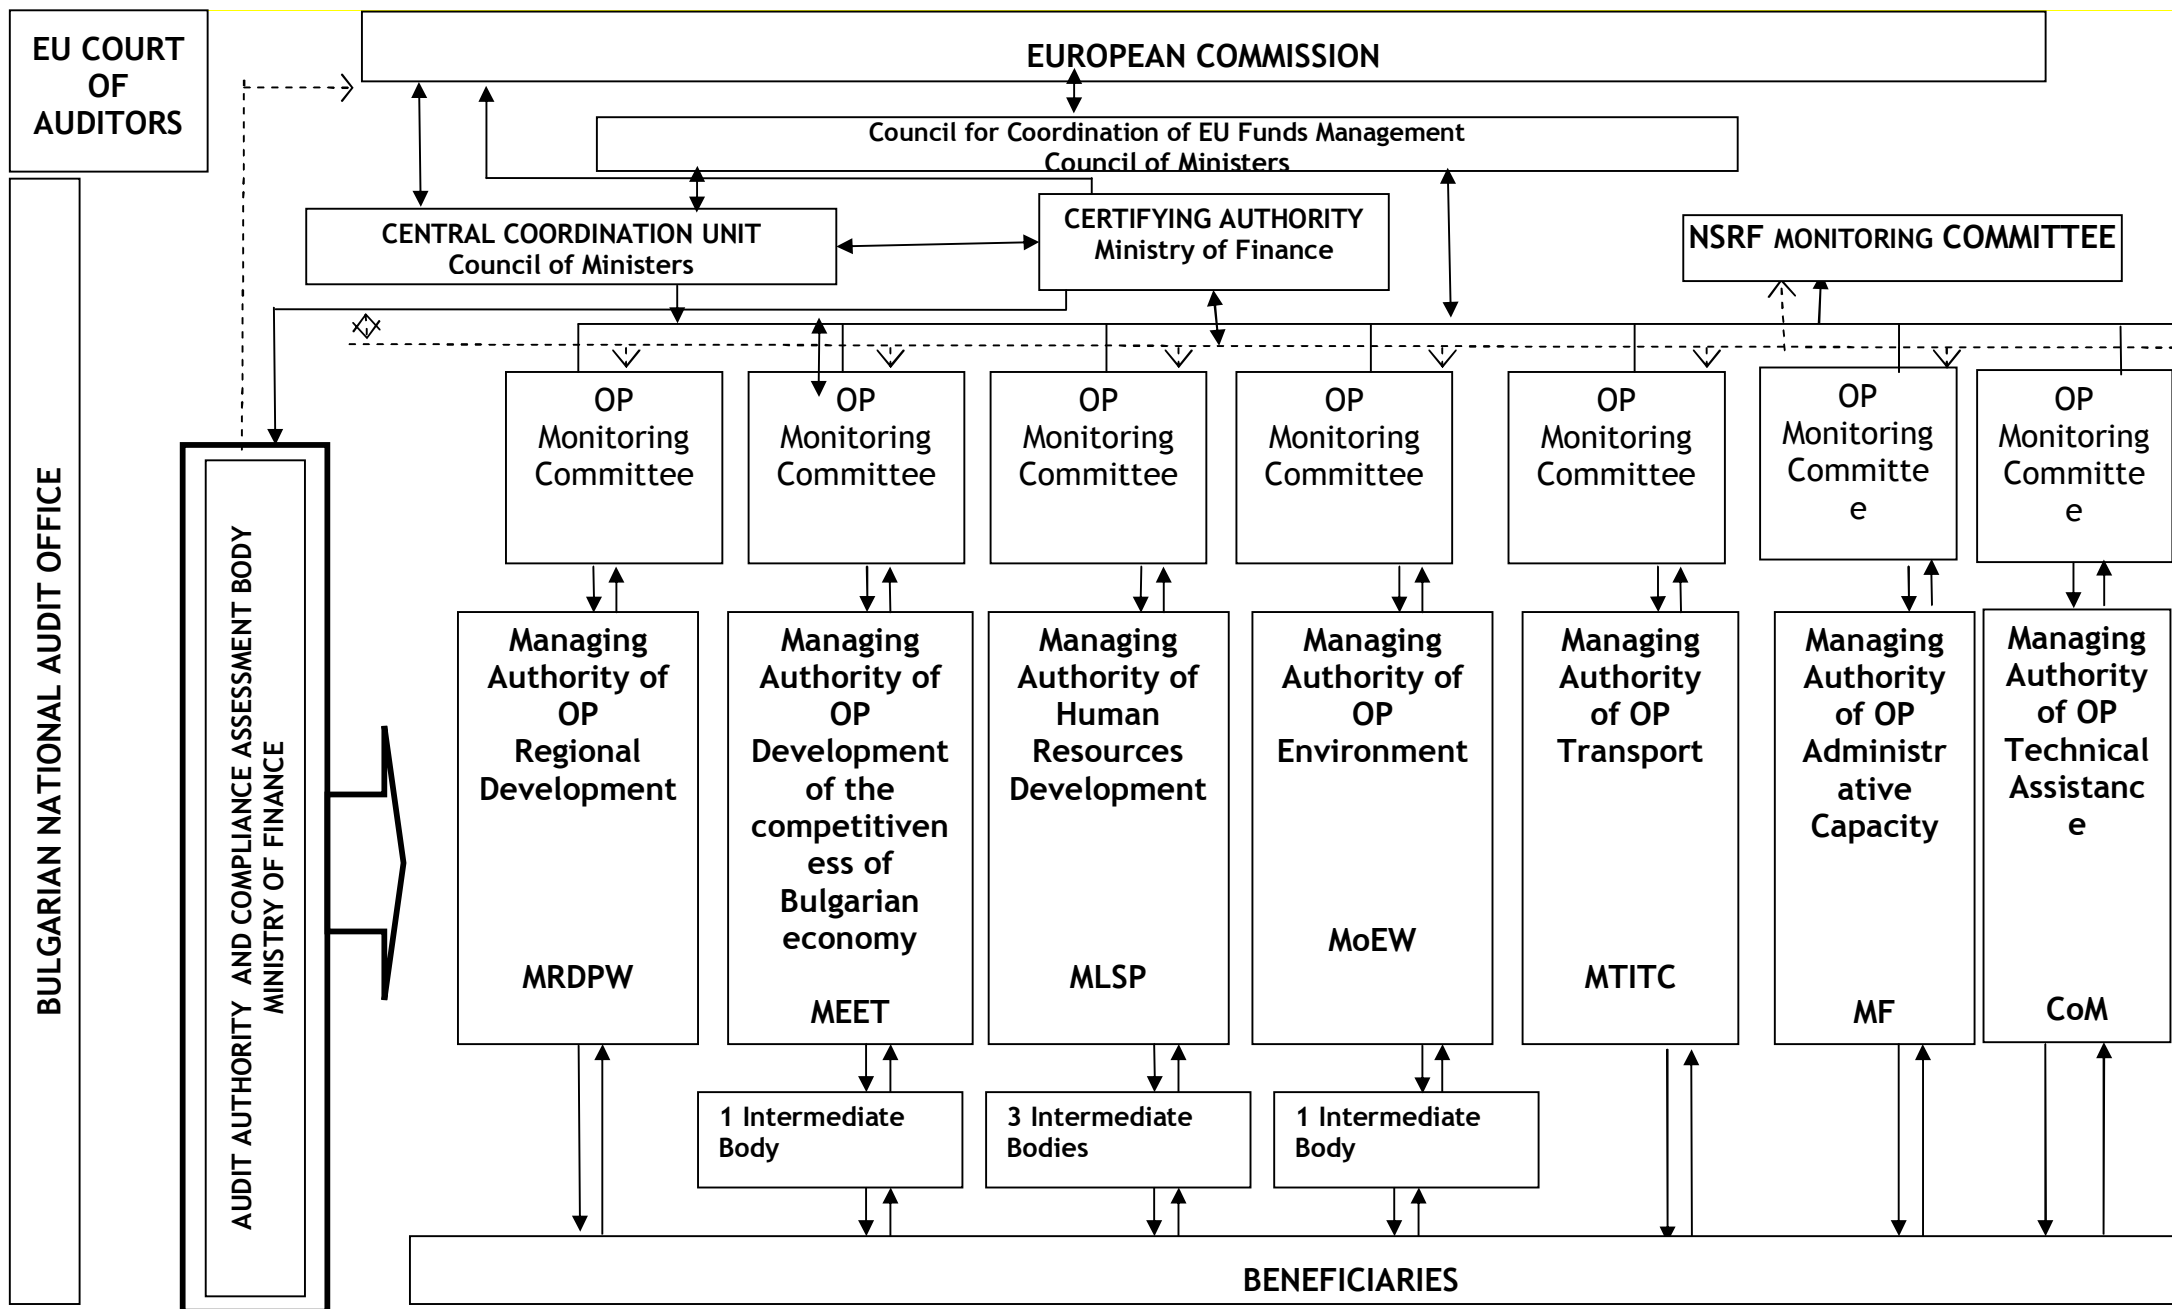 EU COURT
OF
AUDITORS
EUROPEAN COMMISSION
Council for Coordination of EU Funds Management
Council of Ministers
CENTRAL COORDINATION UNIT
Council of Ministers
CERTIFYING AUTHORITY
Ministry of Finance
NSRF MONITORING COMMITTEE
BULGARIAN NATIONAL AUDIT OFFICE
AUDIT AUTHORITY AND COMPLIANCE ASSESSMENT BODY
MINISTRY OF FINANCE
OP
Monitoring
Committee
OP
Monitoring
Committee
OP
Monitoring
Committee
OP
Monitoring
Committee
OP
Monitoring
Committee
OP
Monitoring
Committe
e
OP
Monitoring
Committe
e
Managing
Authority of
OP
Regional
Development
MRDPW
Managing
Authority of
OP
Development
of the
competitiven
ess of
Bulgarian
economy
MEET
Managing
Authority of
Human
Resources
Development
MLSP
Managing
Authority of
OP
Environment
MoEW
Managing
Authority
of OP
Transport
MTITC
Managing
Authority
of OP
Administr
ative
Capacity
MF
Managing
Authority
of OP
Technical
Assistanc
e
CoM
1 Intermediate
Body
3 Intermediate
Bodies
1 Intermediate
Body
BENEFICIARIES